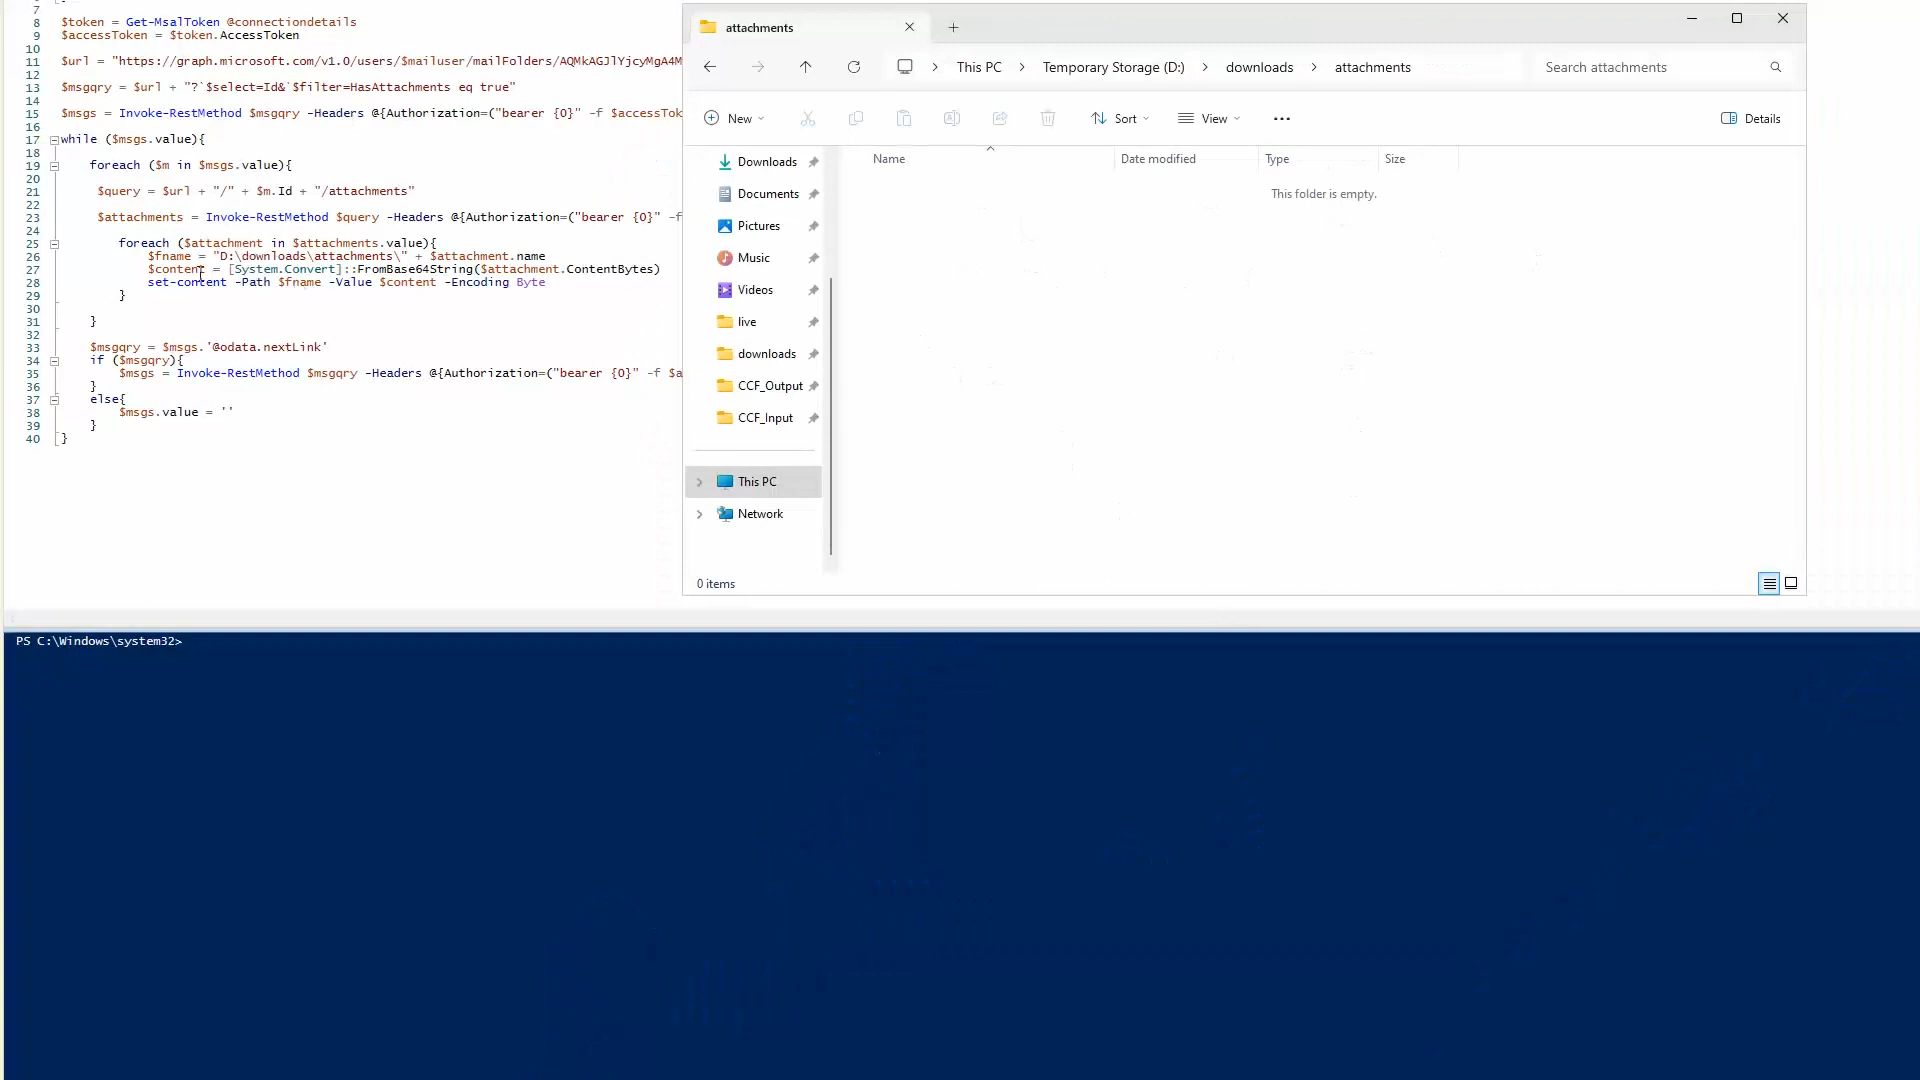 7
8 $token = Get-MsalToken @connectiondetails
9 $accessToken = $token.AccessToken
10
11 $url = "https://graph.microsoft.com/v1.0/users/$mailuser/mailFolders/AQMkAGJlYjcyMgA4M
12
13 $msgqry = $url + "?`$select=Id&`$filter=HasAttachments eq true"
14
15 $msgs = Invoke-RestMethod $msgqry -Headers @{Authorization=("bearer {0}" -f $accessTok
16
17 while ($msgs.value){
18
19 foreach ($m in $msgs.value){
20
21 $query = $url + "/" + $m.Id + "/attachments"
22
23 $attachments = Invoke-RestMethod $query -Headers @{Authorization=("bearer {0}" -f
24
25 foreach ($attachment in $attachments.value){
26 $fname = "D:\downloads\attachments\" + $attachment.name
27 $content = [System.Convert]::FromBase64String($attachment.ContentBytes)
28 set-content -Path $fname -Value $content -Encoding Byte
29 }
30
31 }
32
33 $msgqry = $msgs.'@odata.nextLink'
34 if ($msgqry){
35 $msgs = Invoke-RestMethod $msgqry -Headers @{Authorization=("bearer {0}" -f $a
36 }
37 else{
38 $msgs.value = ''
39 }
40 }
attachments
This PC > Temporary Storage (D:) > downloads > attachments
Search attachments
New
Sort
View
Details
Name
Date modified
Type
Size
This folder is empty.
Downloads
Documents
Pictures
Music
Videos
live
downloads
CCF_Output
CCF_Input
This PC
Network
0 items
PS C:\Windows\system32>